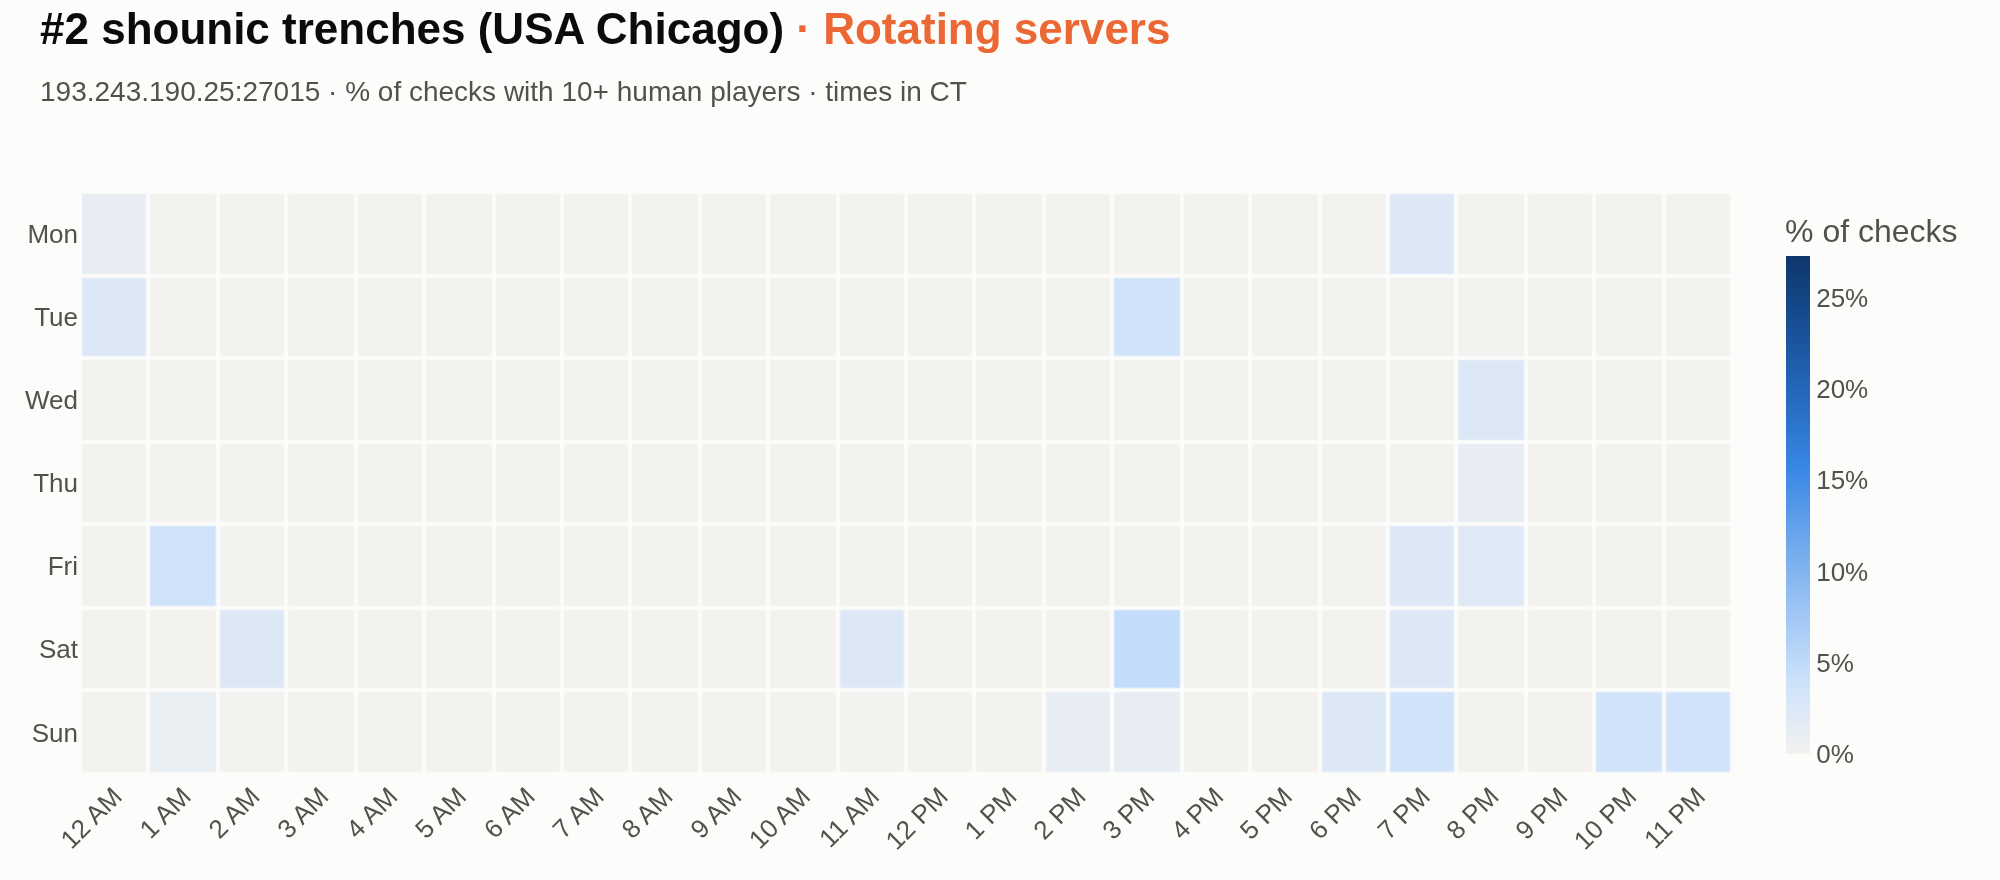 #2 shounic trenches (USA Chicago) · Rotating servers
193.243.190.25:27015 · % of checks with 10+ human players · times in CT
% of checks
Mon
Tue
Wed
Thu
Fri
Sat
Sun
25%
20%
15%
10%
5%
0%
12 AM
1 AM
2 AM
3 AM
4 AM
5 AM
6 AM
7 AM
8 AM
9 AM
10 AM
11 AM
12 PM
1 PM
2 PM
3 PM
4 PM
5 PM
6 PM
7 PM
8 PM
9 PM
10 PM
11 PM